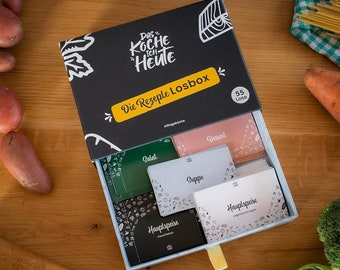 Das
KOCHE
ICH
HEUTE
Die Rezepte Losbox
55
LOSE
Salat
Dessert
Suppe
Hauptspeise
Hauptspeise